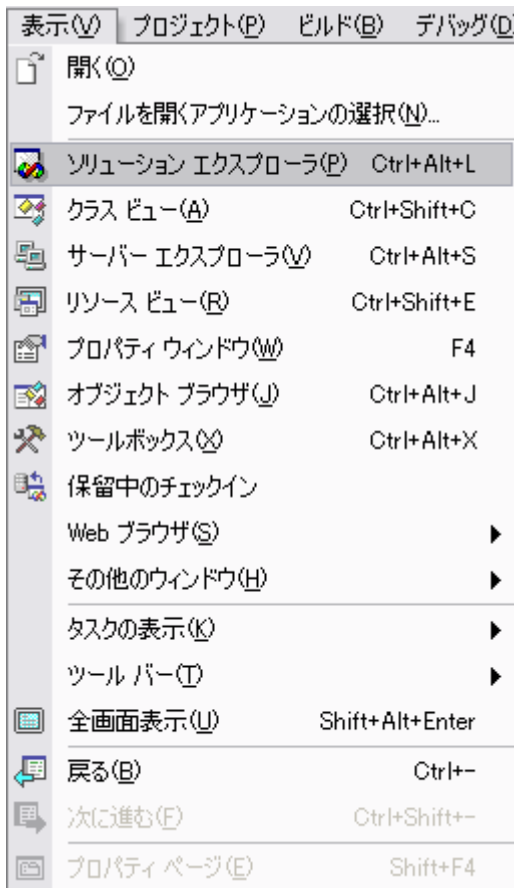 表示(V) プロジェクト(P) ビルド(B) デバッグ(D)
開く(O)
ファイルを開くアプリケーションの選択(N)...
ソリューション エクスプローラ(P) Ctrl+Alt+L
クラス ビュー(A) Ctrl+Shift+C
サーバー エクスプローラ(V) Ctrl+Alt+S
リソース ビュー(R) Ctrl+Shift+E
プロパティ ウィンドウ(W) F4
オブジェクト ブラウザ(J) Ctrl+Alt+J
ツールボックス(X) Ctrl+Alt+X
保留中のチェックイン
Web ブラウザ(S)
その他のウィンドウ(H)
タスクの表示(K)
ツール バー(T)
全画面表示(U) Shift+Alt+Enter
戻る(B) Ctrl+-
次に進む(F) Ctrl+Shift+-
プロパティ ページ(E) Shift+F4